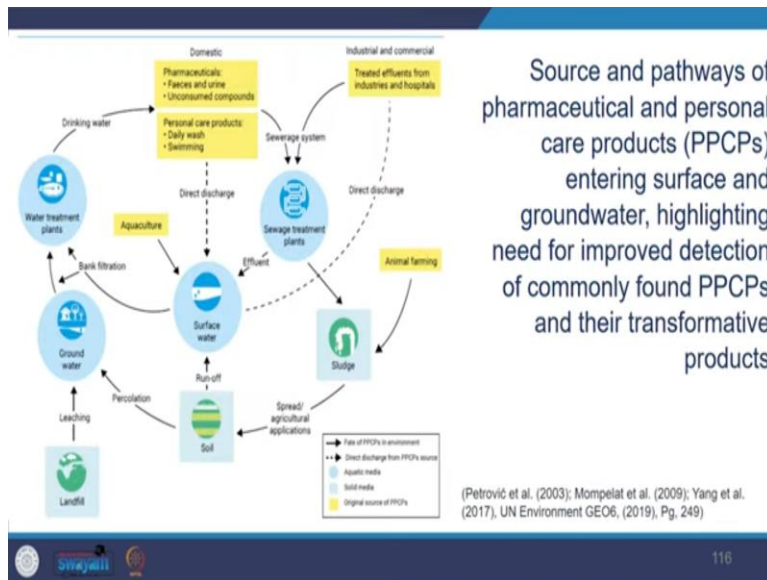 Domestic
Pharmaceuticals:
• Faeces and urine
• Unconsumed compounds
Personal care products:
• Daily wash
• Swimming
Industrial and commercial
Treated effluents from
industries and hospitals
Drinking water
Sewerage system
Direct discharge
Direct discharge
Water treatment
plants
Aquaculture
Sewage treatment
plants
Effluent
Animal farming
Bank filtration
Surface
water
Ground
water
Sludge
Run-off
Percolation
Leaching
Soil
Spread/
agricultural
applications
Landfill
Fate of PPCPs in environment
Direct discharge from PPCPs source
Aquatic media
Solid media
Original source of PPCPs
Source and pathways of
pharmaceutical and personal
care products (PPCPs)
entering surface and
groundwater, highlighting
need for improved detection
of commonly found PPCPs
and their transformative
products
(Petrović et al. (2003); Mompelat et al. (2009); Yang et al.
(2017), UN Environment GEO6, (2019), Pg, 249)
swayam
116